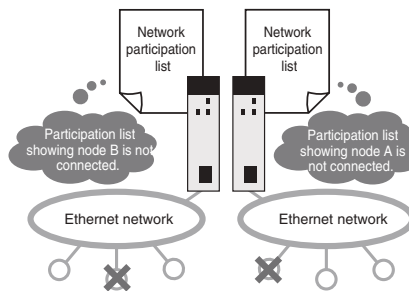 Network
participation
list
Network
participation
list
Participation list
showing node B is not
connected.
Participation list
showing node A is
not connected.
Ethernet network
Ethernet network